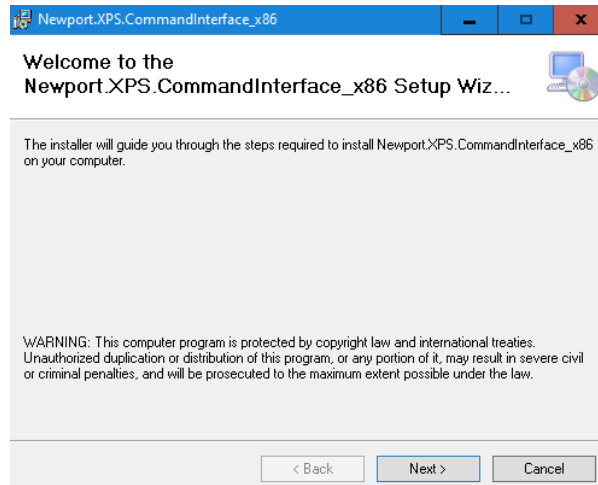 Newport.XPS.CommandInterface_x86
Welcome to the
Newport.XPS.CommandInterface_x86 Setup Wiz...
The installer will guide you through the steps required to install Newport.XPS.CommandInterface_x86
on your computer.
WARNING: This computer program is protected by copyright law and international treaties.
Unauthorized duplication or distribution of this program, or any portion of it, may result in severe civil
or criminal penalties, and will be prosecuted to the maximum extent possible under the law.
< Back Next > Cancel